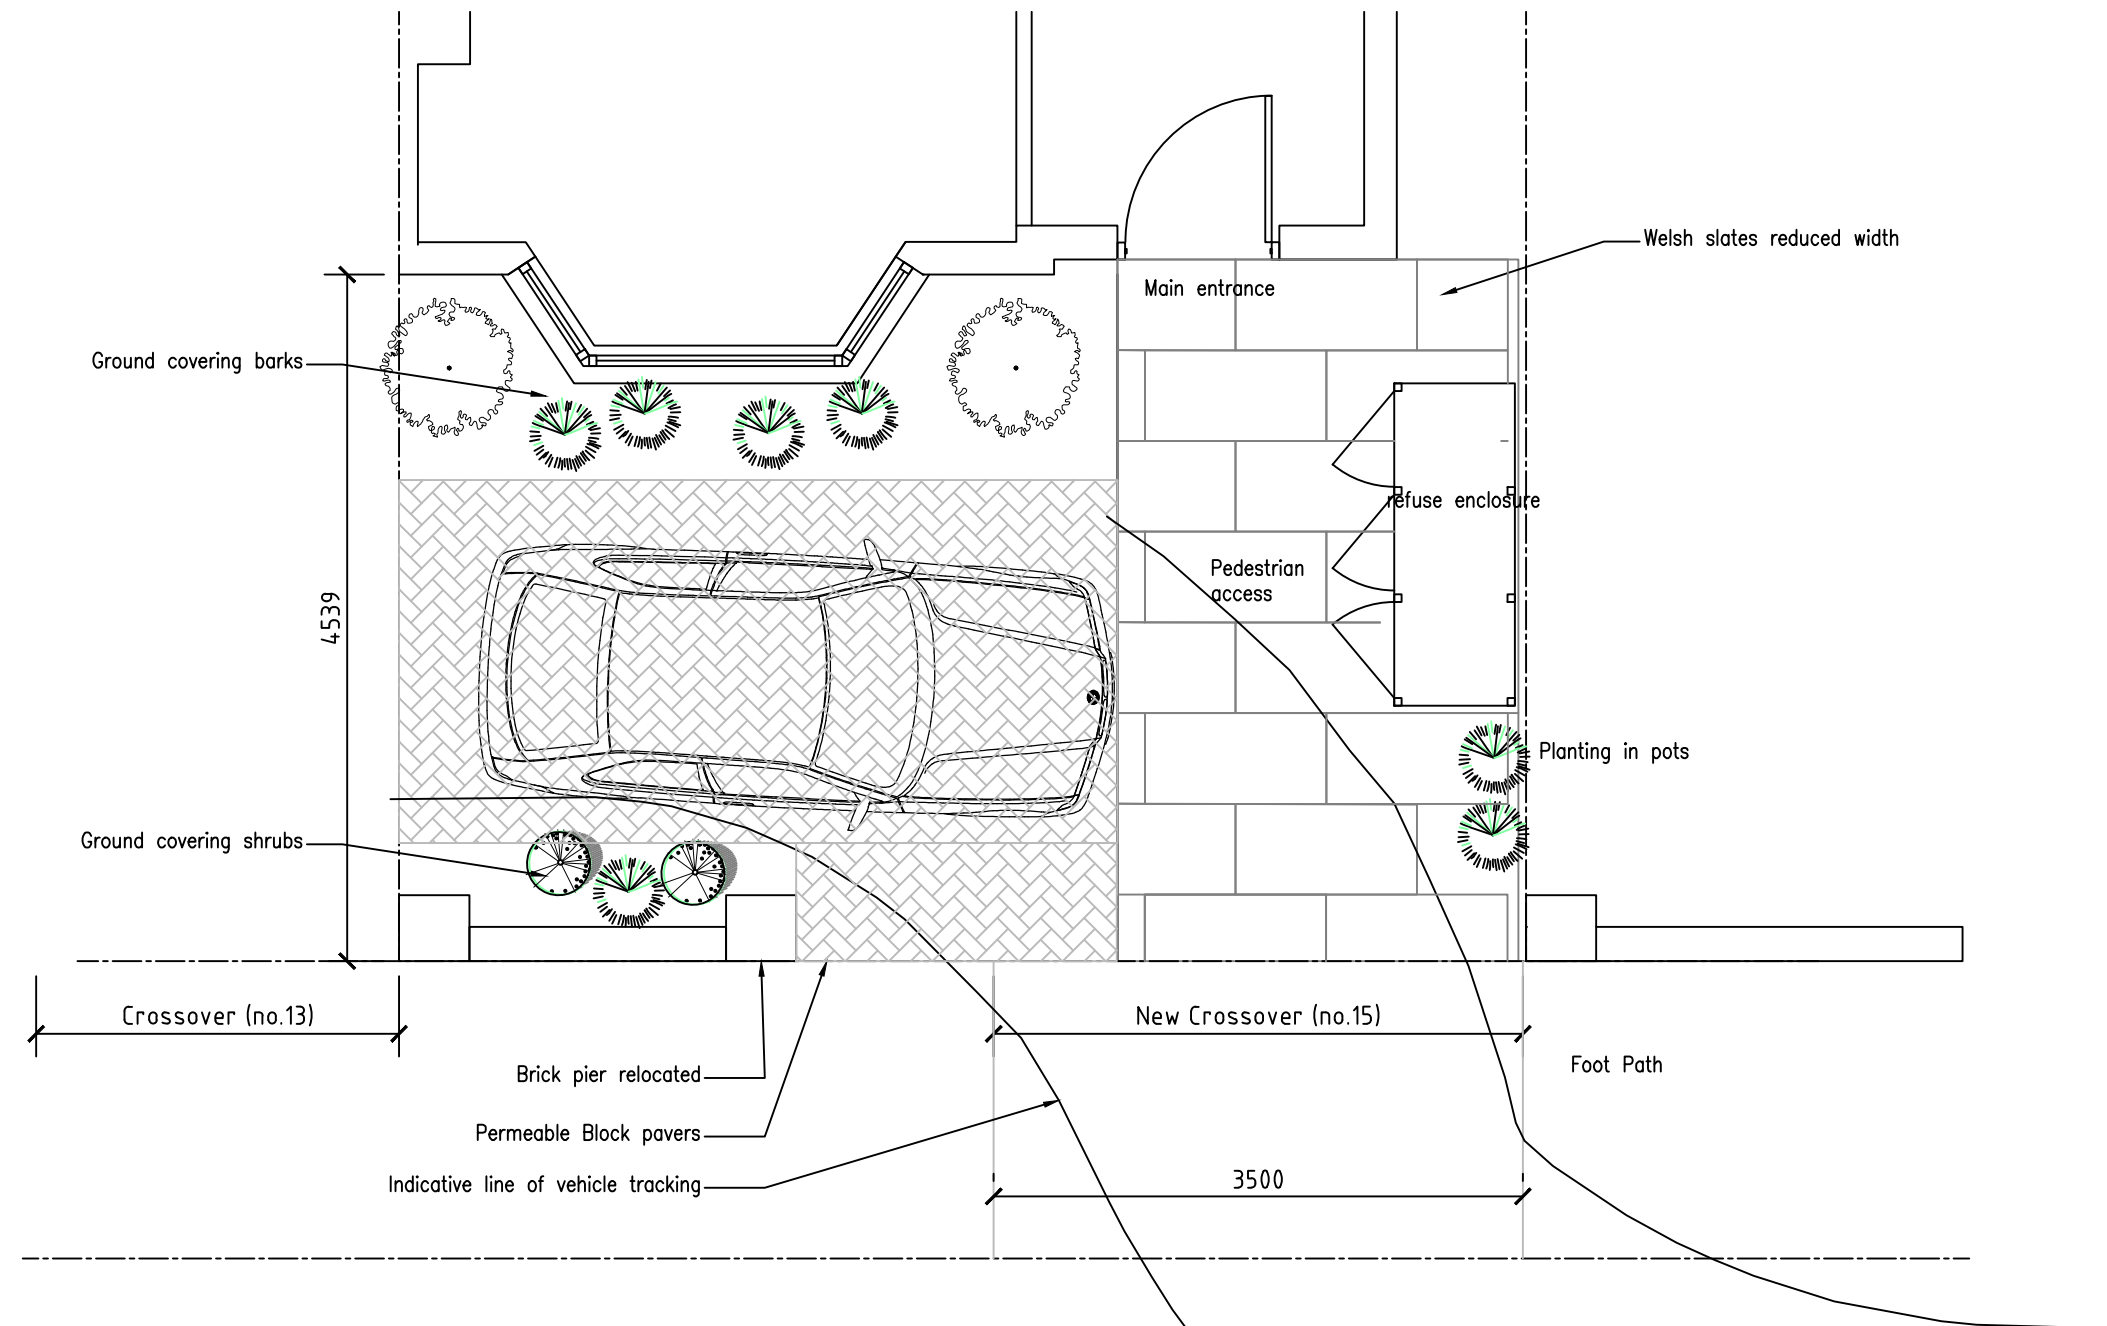 Welsh slates reduced width
Main entrance
Ground covering barks
refuse enclosure
Pedestrian
access
4539
Planting in pots
Ground covering shrubs
Crossover (no.13)
New Crossover (no.15)
Foot Path
Brick pier relocated
Permeable Block pavers
Indicative line of vehicle tracking
3500